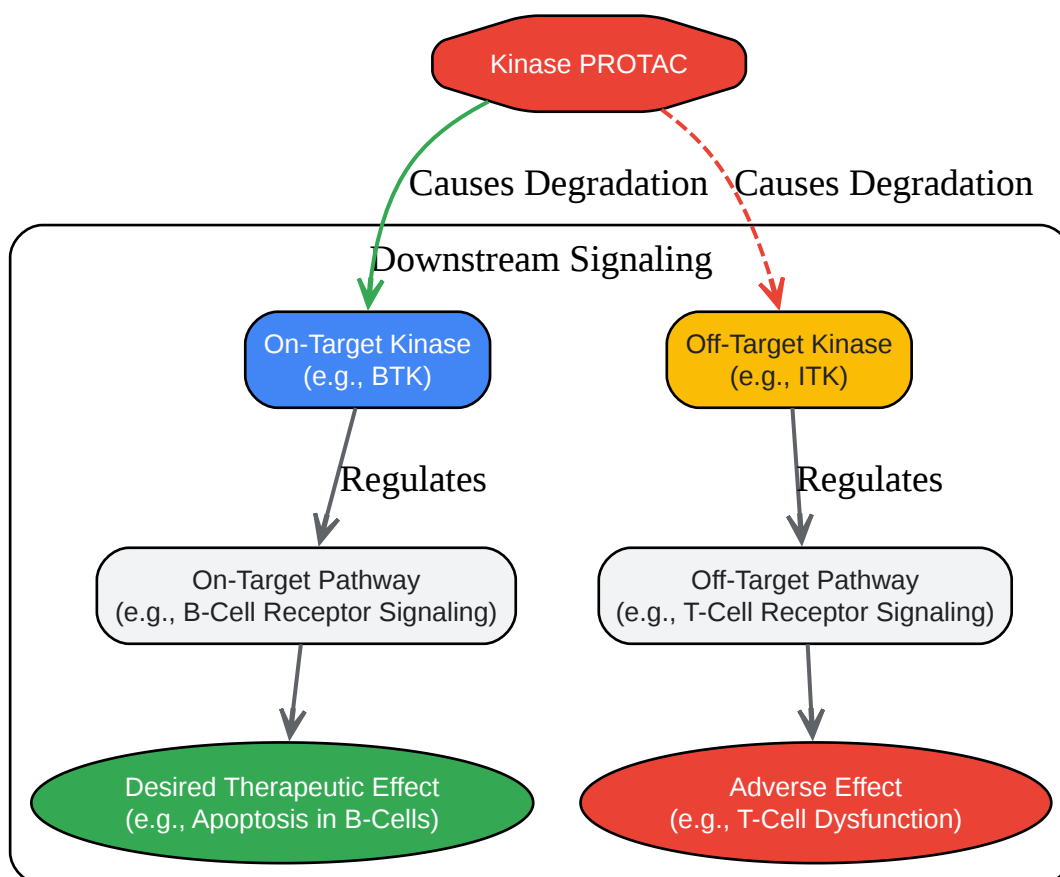 Kinase PROTAC
Causes Degradation
Causes Degradation
Downstream Signaling
On-Target Kinase
(e.g., BTK)
Off-Target Kinase
(e.g., ITK)
Regulates
Regulates
On-Target Pathway
(e.g., B-Cell Receptor Signaling)
Off-Target Pathway
(e.g., T-Cell Receptor Signaling)
Desired Therapeutic Effect
(e.g., Apoptosis in B-Cells)
Adverse Effect
(e.g., T-Cell Dysfunction)